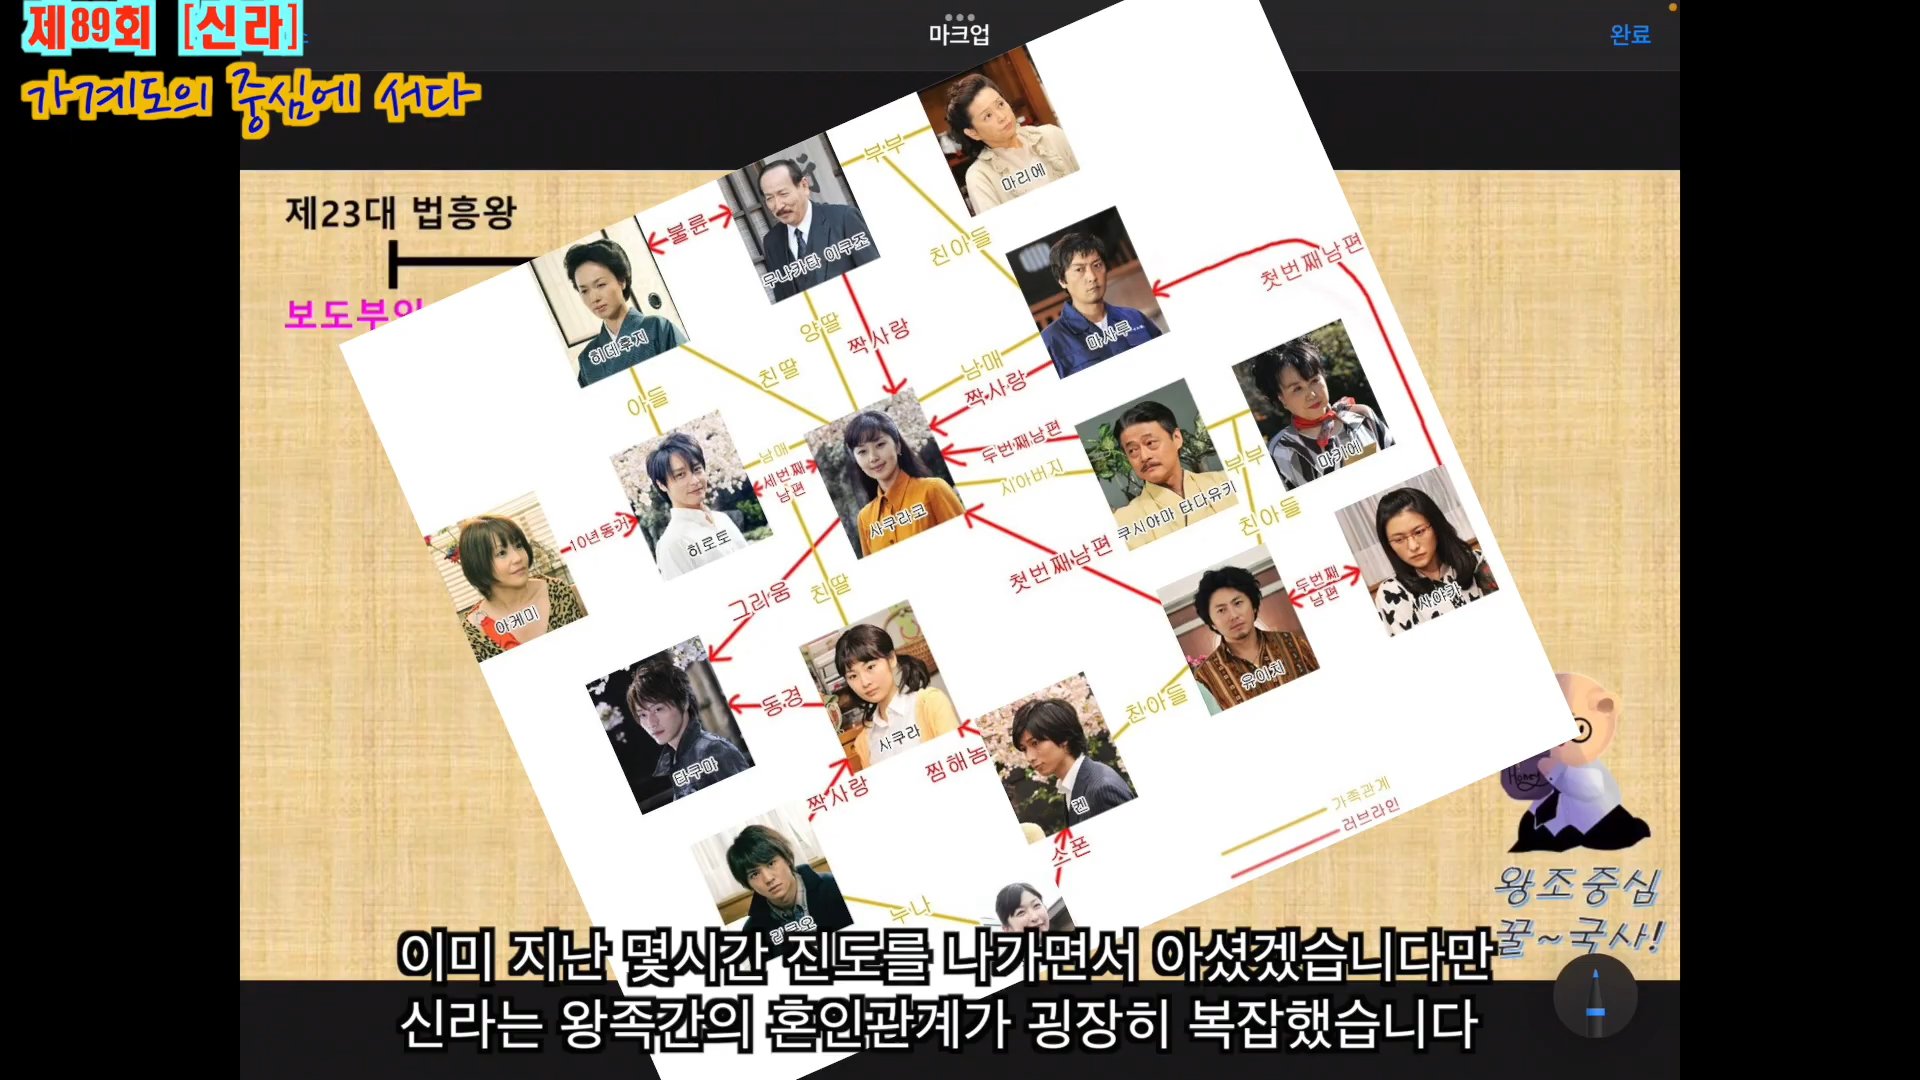 제89회 [신라]
가계도의 중심에 서다
마크업
완료
제23대 법흥왕
보도부인
부부
마리에
불륜
무나카타 이쿠조
친아들
첫번째남편
히데후지
양딸
짝사랑
마사루
아들
친딸
남매
짝사랑
두번째남편
시아버지
쿠시야마 타다유키
부부
마키에
친아들
남매
세번째
남편
사쿠라코
10년동거
히로토
아케미
그리움
친딸
첫번째남편
두번째
남편
사야카
유이치
타쿠마
동경
사쿠라
찜해놈
켄
친아들
짝사랑
스폰
누나
가족관계
러브라인
Honey
왕조중심
꿀~국사!
이미 지난 몇시간 진도를 나가면서 아셨겠습니다만
신라는 왕족간의 혼인관계가 굉장히 복잡했습니다